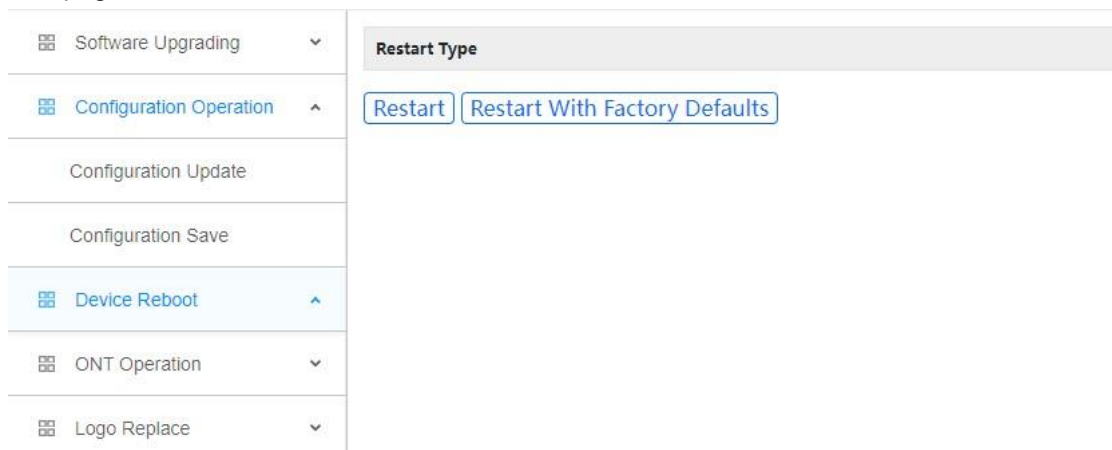 Software Upgrading
Configuration Operation
Configuration Update
Configuration Save
Device Reboot
ONT Operation
Logo Replace
Restart Type
Restart
Restart With Factory Defaults